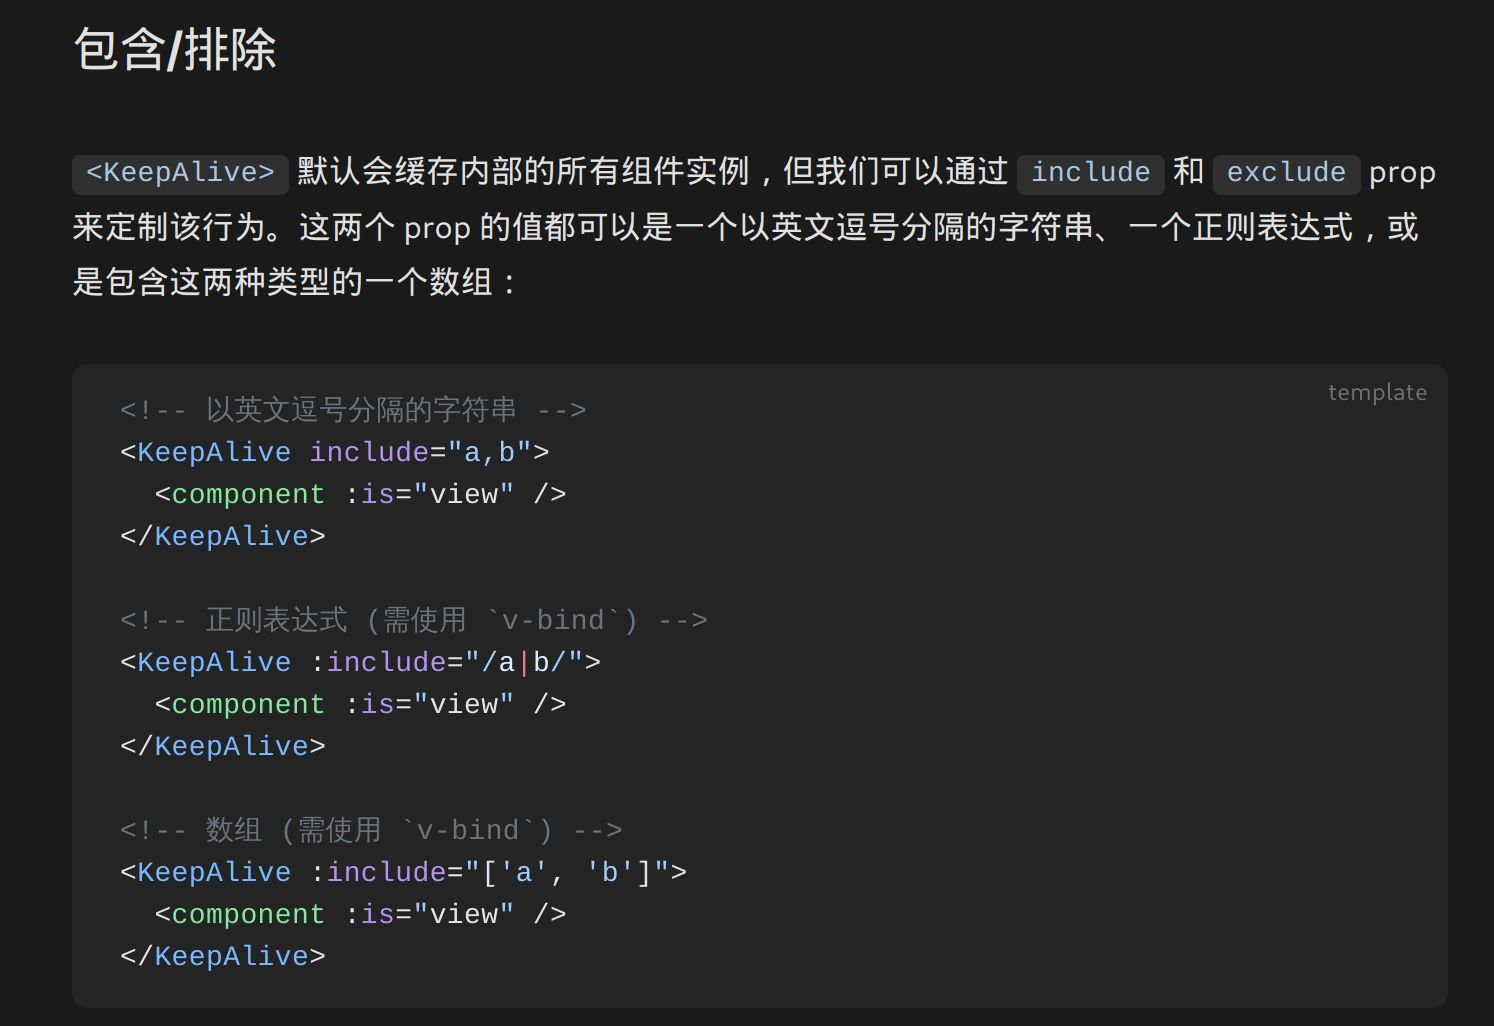 包含/排除
<KeepAlive> 默认会缓存内部的所有组件实例，但我们可以通过 include 和 exclude prop
来定制该行为。这两个 prop 的值都可以是一个以英文逗号分隔的字符串、一个正则表达式，或
是包含这两种类型的一个数组：
template
<!-- 以英文逗号分隔的字符串 -->
<KeepAlive include="a,b">
  <component :is="view" />
</KeepAlive>

<!-- 正则表达式 (需使用 `v-bind`) -->
<KeepAlive :include="/a|b/">
  <component :is="view" />
</KeepAlive>

<!-- 数组 (需使用 `v-bind`) -->
<KeepAlive :include="['a', 'b']">
  <component :is="view" />
</KeepAlive>